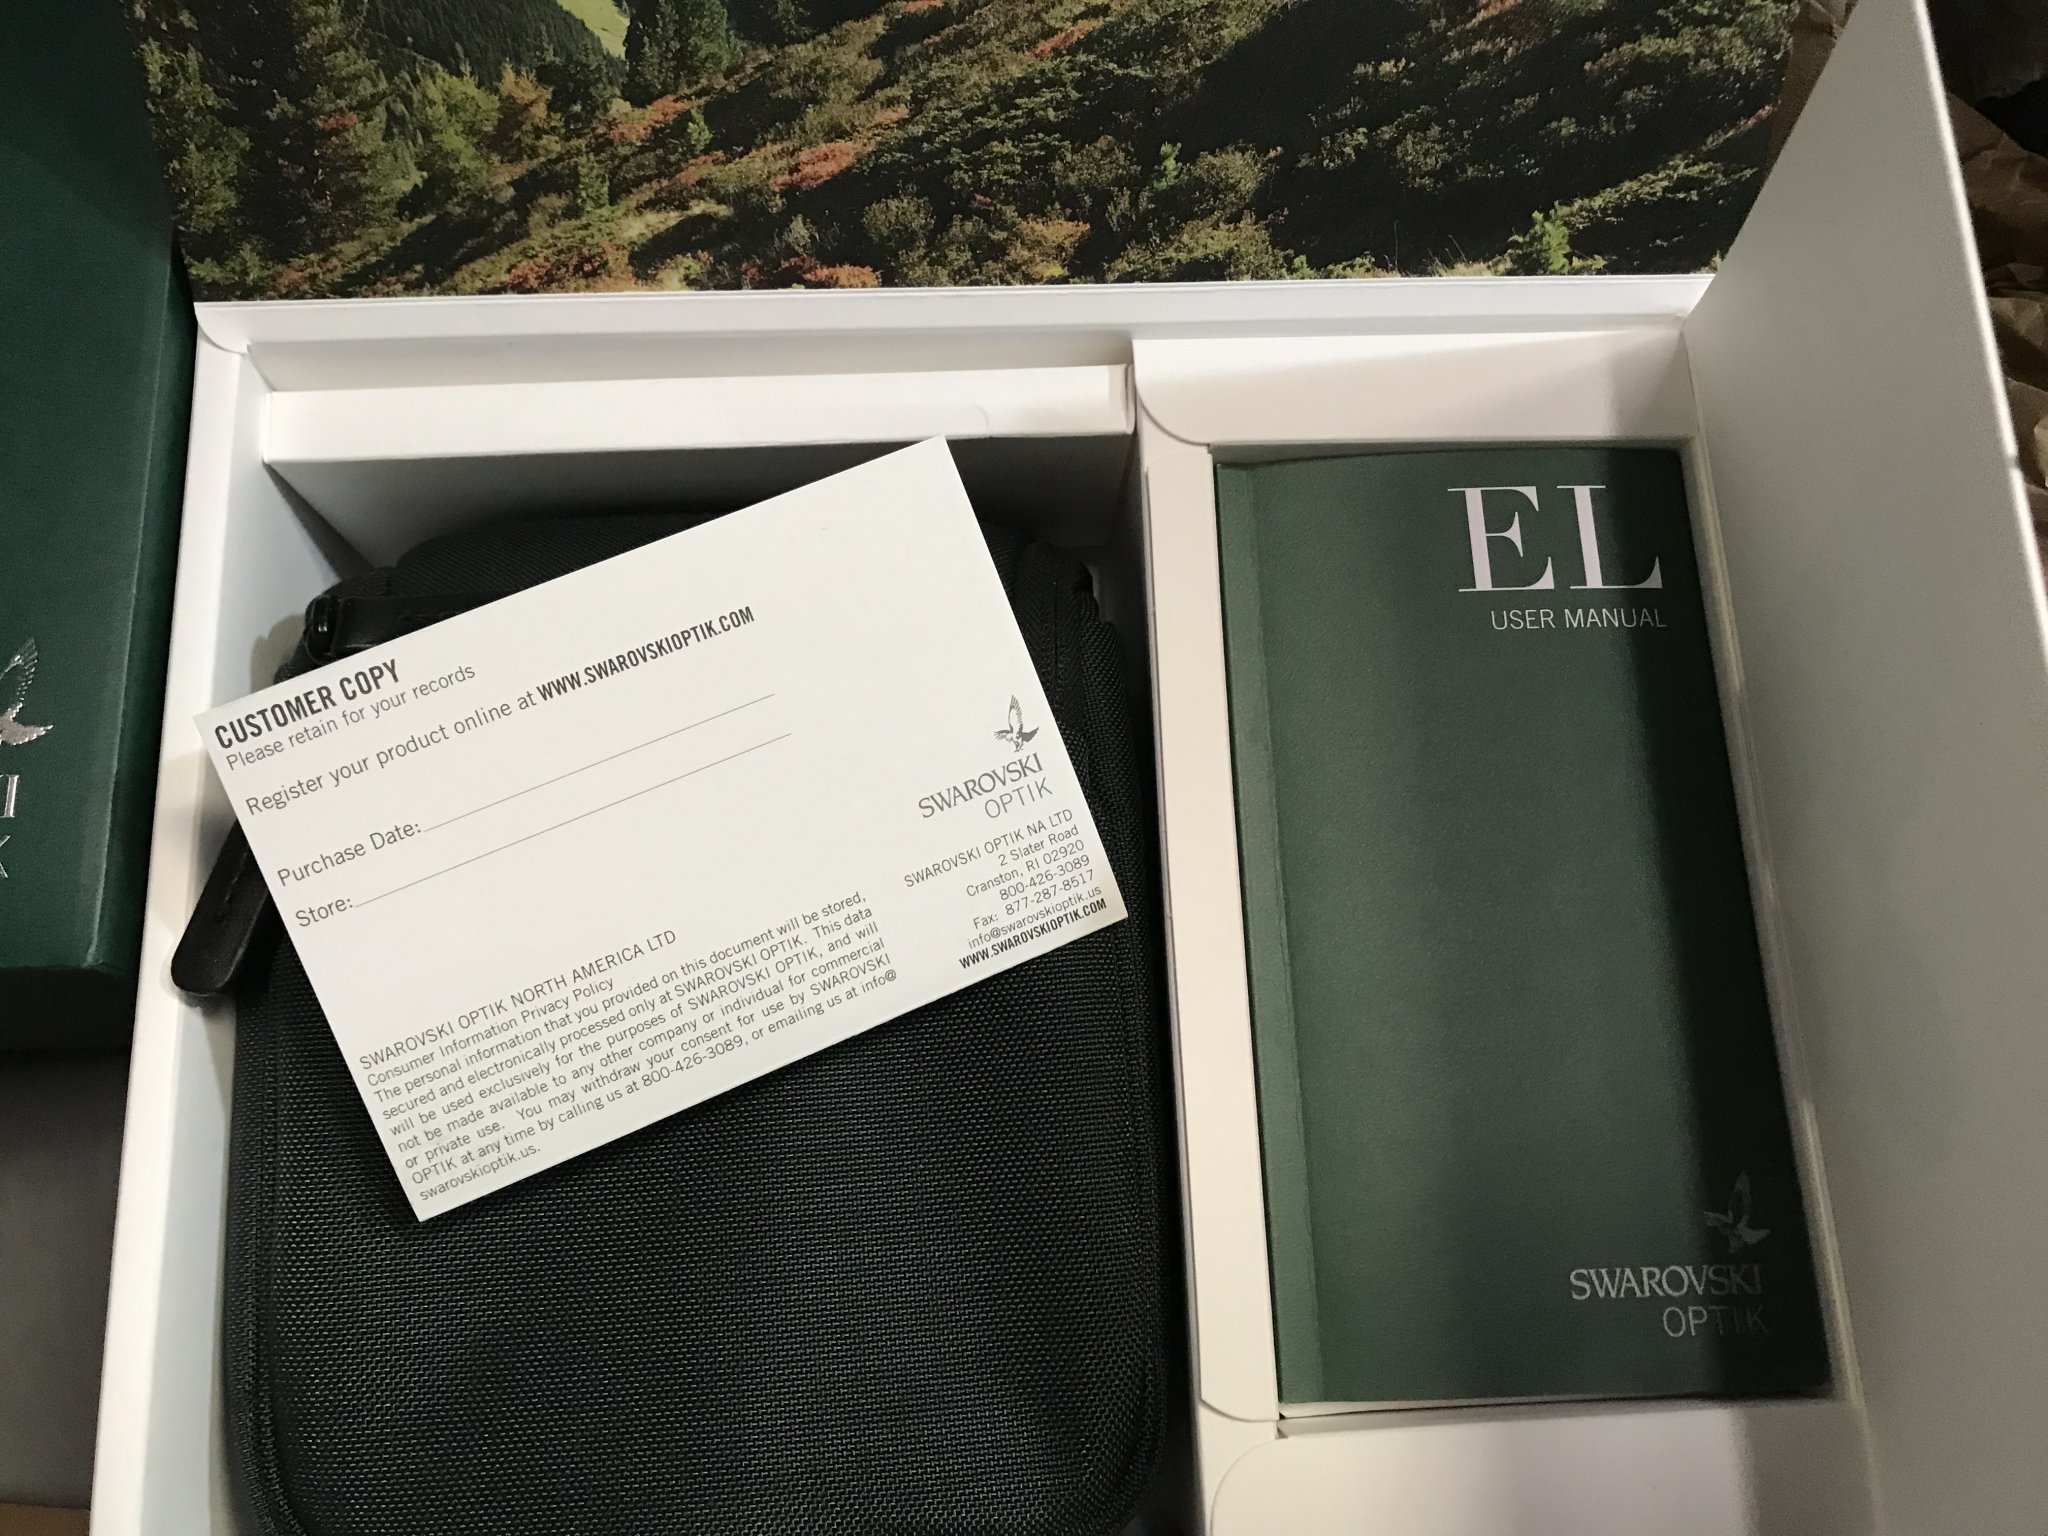 CUSTOMER COPY
Please retain for your records
Register your product online at WWW.SWAROVSKIOPTIK.COM
Purchase Date:
Store:
SWAROVSKI
OPTIK
SWAROVSKI OPTIK NA LTD
2 Slater Road
Cranston, RI 02920
800-426-3089
Fax: 877-287-8517
info@swarovskioptik.us
WWW.SWAROVSKIOPTIK.COM
SWAROVSKI OPTIK NORTH AMERICA LTD
Consumer Information Privacy Policy
The personal information that you provided on this document will be stored,
secured and electronically processed only at SWAROVSKI OPTIK. This data
will be used exclusively for the purposes of SWAROVSKI OPTIK, and will
not be made available to any other company or individual for commercial
or private use. You may withdraw your consent for use by SWAROVSKI
OPTIK at any time by calling us at 800-426-3089, or emailing us at info@
swarovskioptik.us.
EL
USER MANUAL
SWAROVSKI
OPTIK